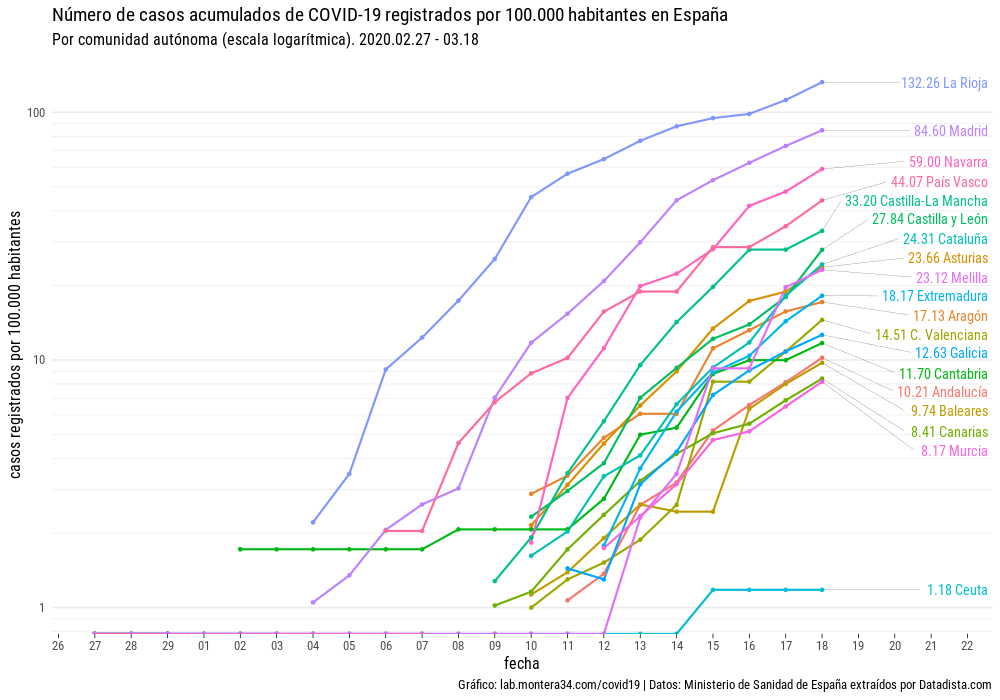 Número de casos acumulados de COVID-19 registrados por 100.000 habitantes en España
Por comunidad autónoma (escala logarítmica). 2020.02.27 - 03.18
casos registrados por 100.000 habitantes
100
10
1
132.26 La Rioja
84.60 Madrid
59.00 Navarra
44.07 País Vasco
33.20 Castilla-La Mancha
27.84 Castilla y León
24.31 Cataluña
23.66 Asturias
23.12 Melilla
18.17 Extremadura
17.13 Aragón
14.51 C. Valenciana
12.63 Galicia
11.70 Cantabria
10.21 Andalucía
9.74 Baleares
8.41 Canarias
8.17 Murcia
1.18 Ceuta
26 27 28 29 01 02 03 04 05 06 07 08 09 10 11 12 13 14 15 16 17 18 19 20 21 22
fecha
Gráfico: lab.montera34.com/covid19 | Datos: Ministerio de Sanidad de España extraídos por Datadista.com